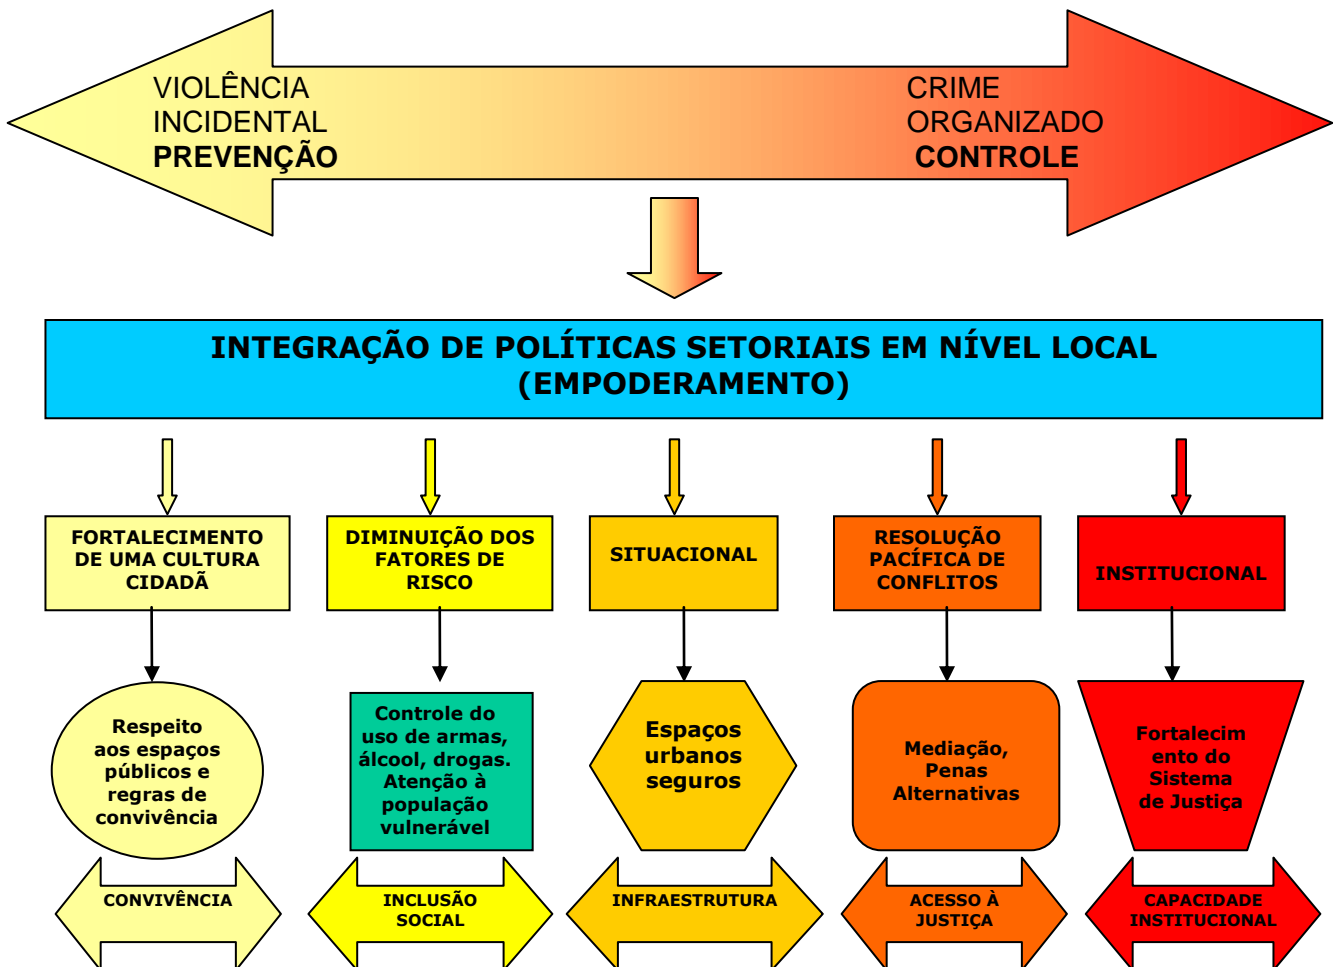 VIOLÊNCIA
INCIDENTAL
PREVENÇÃO
CRIME
ORGANIZADO
CONTROLE
INTEGRAÇÃO DE POLÍTICAS SETORIAIS EM NÍVEL LOCAL
(EMPODERAMENTO)
FORTALECIMENTO
DE UMA CULTURA
CIDADÃ
DIMINUIÇÃO DOS
FATORES DE
RISCO
SITUACIONAL
RESOLUÇÃO
PACÍFICA DE
CONFLITOS
INSTITUCIONAL
Respeito
aos espaços
públicos e
regras de
convivência
Controle do
uso de armas,
álcool, drogas.
Atenção à
população
vulnerável
Espaços
urbanos
seguros
Mediação,
Penas
Alternativas
Fortalecim
ento do
Sistema
de Justiça
CONVIVÊNCIA
INCLUSÃO
SOCIAL
INFRAESTRUTURA
ACESSO À
JUSTIÇA
CAPACIDADE
INSTITUCIONAL